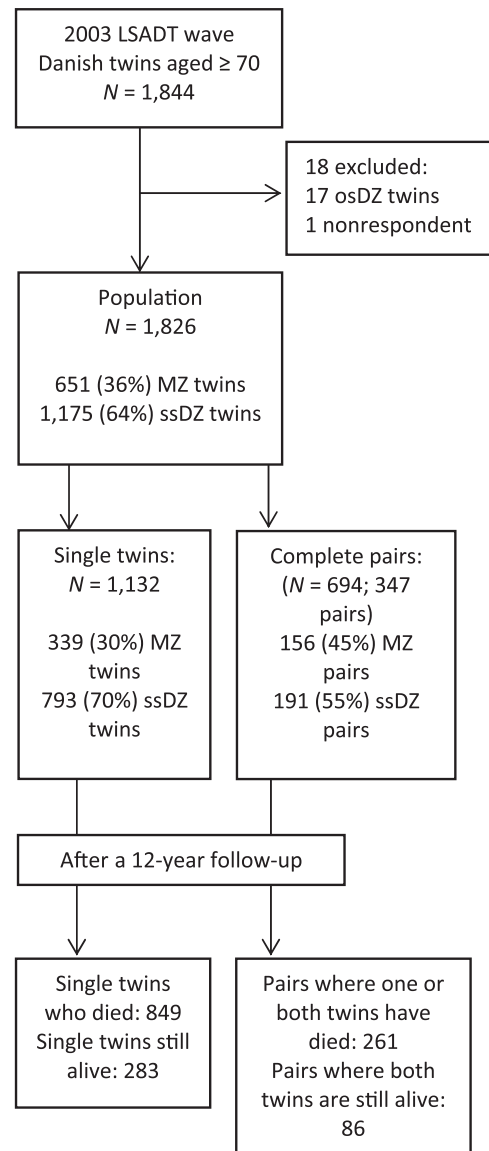 2003 LSADT wave
Danish twins aged ≥ 70
N = 1,844
18 excluded:
17 osDZ twins
1 nonrespondent
Population
N = 1,826
651 (36%) MZ twins
1,175 (64%) ssDZ twins
Single twins:
N = 1,132
339 (30%) MZ
twins
793 (70%) ssDZ
twins
Complete pairs:
(N = 694; 347
pairs)
156 (45%) MZ
pairs
191 (55%) ssDZ
pairs
After a 12-year follow-up
Single twins
who died: 849
Single twins still
alive: 283
Pairs where one or
both twins have
died: 261
Pairs where both
twins are still alive:
86